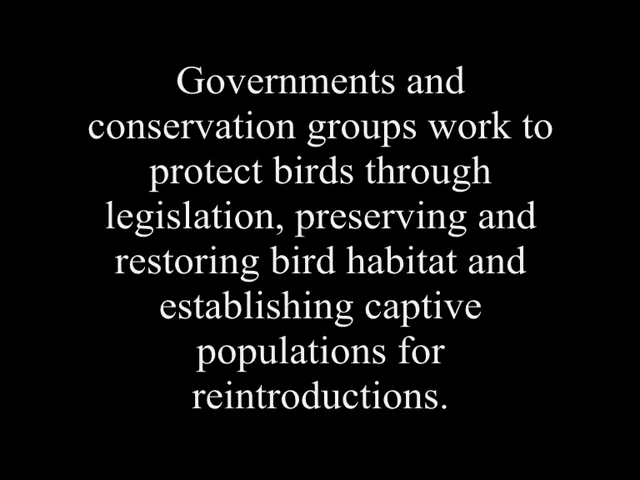 Governments and
conservation groups work to
protect birds through
legislation, preserving and
restoring bird habitat and
establishing captive
populations for
reintroductions.